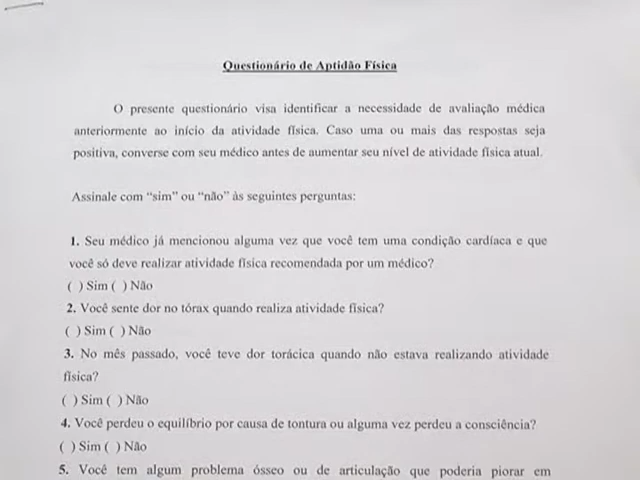 Questionário de Aptidão Física
O presente questionário visa identificar a necessidade de avaliação médica
anteriormente ao início da atividade física. Caso uma ou mais das respostas seja
positiva, converse com seu médico antes de aumentar seu nível de atividade física atual.
Assinale com “sim” ou “não” às seguintes perguntas:
1. Seu médico já mencionou alguma vez que você tem uma condição cardíaca e que
você só deve realizar atividade física recomendada por um médico?
( ) Sim ( ) Não
2. Você sente dor no tórax quando realiza atividade física?
( ) Sim ( ) Não
3. No mês passado, você teve dor torácica quando não estava realizando atividade
física?
( ) Sim ( ) Não
4. Você perdeu o equilíbrio por causa de tontura ou alguma vez perdeu a consciência?
( ) Sim ( ) Não
5. Você tem algum problema ósseo ou de articulação que poderia piorar em